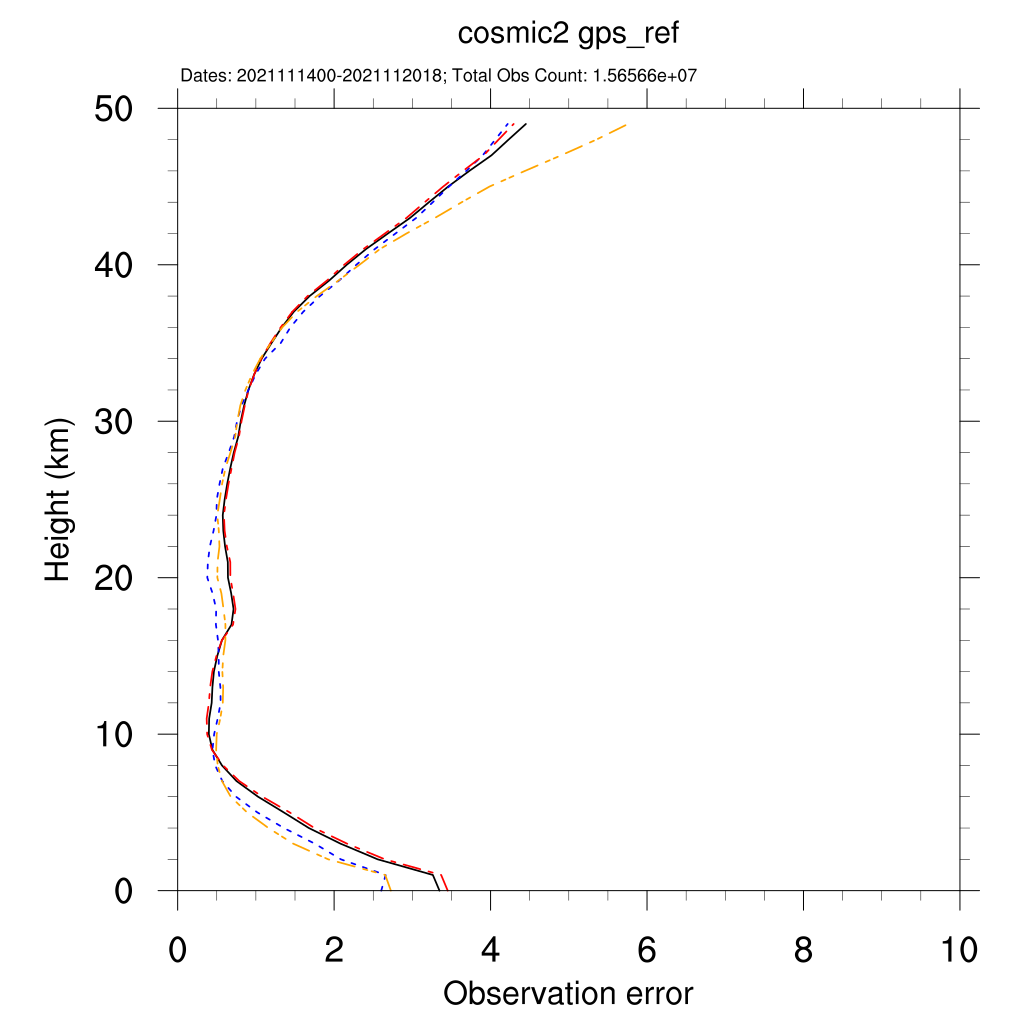 cosmic2 gps_ref
Dates: 2021111400-2021112018; Total Obs Count: 1.56566e+07
50
40
30
20
10
0
Height (km)
0 2 4 6 8 10
Observation error